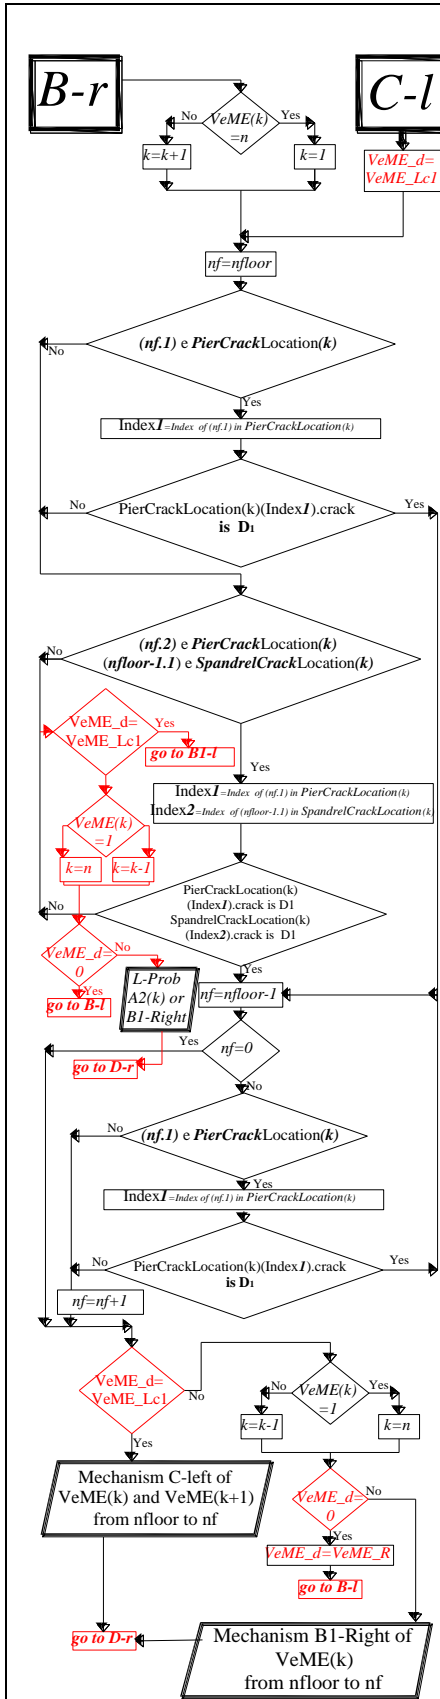 B-r
C-l
VeME(k)
=n
No
Yes
k=k+1
k=1
VeME_d=
VeME_Lc1
nf=nfloor
(nf.1) e PierCrackLocation(k)
No
Yes
Index1=Index of (nf.1) in PierCrackLocation(k)
PierCrackLocation(k)(Index1).crack
is D1
No
Yes
(nf.2) e PierCrackLocation(k)
(nfloor-1.1) e SpandrelCrackLocation(k)
No
Yes
VeME_d=
VeME_Lc1
Yes
go to B1-l
Index1=Index of (nf.1) in PierCrackLocation(k)
Index2=Index of (nfloor-1.1) in SpandrelCrackLocation(k)
VeME(k)
=1
k=n
k=k-1
PierCrackLocation(k)
(Index1).crack is D1
SpandrelCrackLocation(k)
(Index2).crack is D1
No
Yes
VeME_d=
0
No
Yes
go to B-l
L-Prob
A2(k) or
B1-Right
go to D-r
nf=nfloor-1
nf=0
Yes
No
(nf.1) e PierCrackLocation(k)
No
Yes
Index1=Index of (nf.1) in PierCrackLocation(k)
PierCrackLocation(k)(Index1).crack
is D1
No
Yes
nf=nf+1
VeME_d=
VeME_Lc1
No
Yes
VeME(k)
=1
No
Yes
k=k-1
k=n
Mechanism C-left of
VeME(k) and VeME(k+1)
from nfloor to nf
VeME_d=
0
No
Yes
VeME_d=VeME_R
go to B-l
go to D-r
Mechanism B1-Right of
VeME(k)
from nfloor to nf